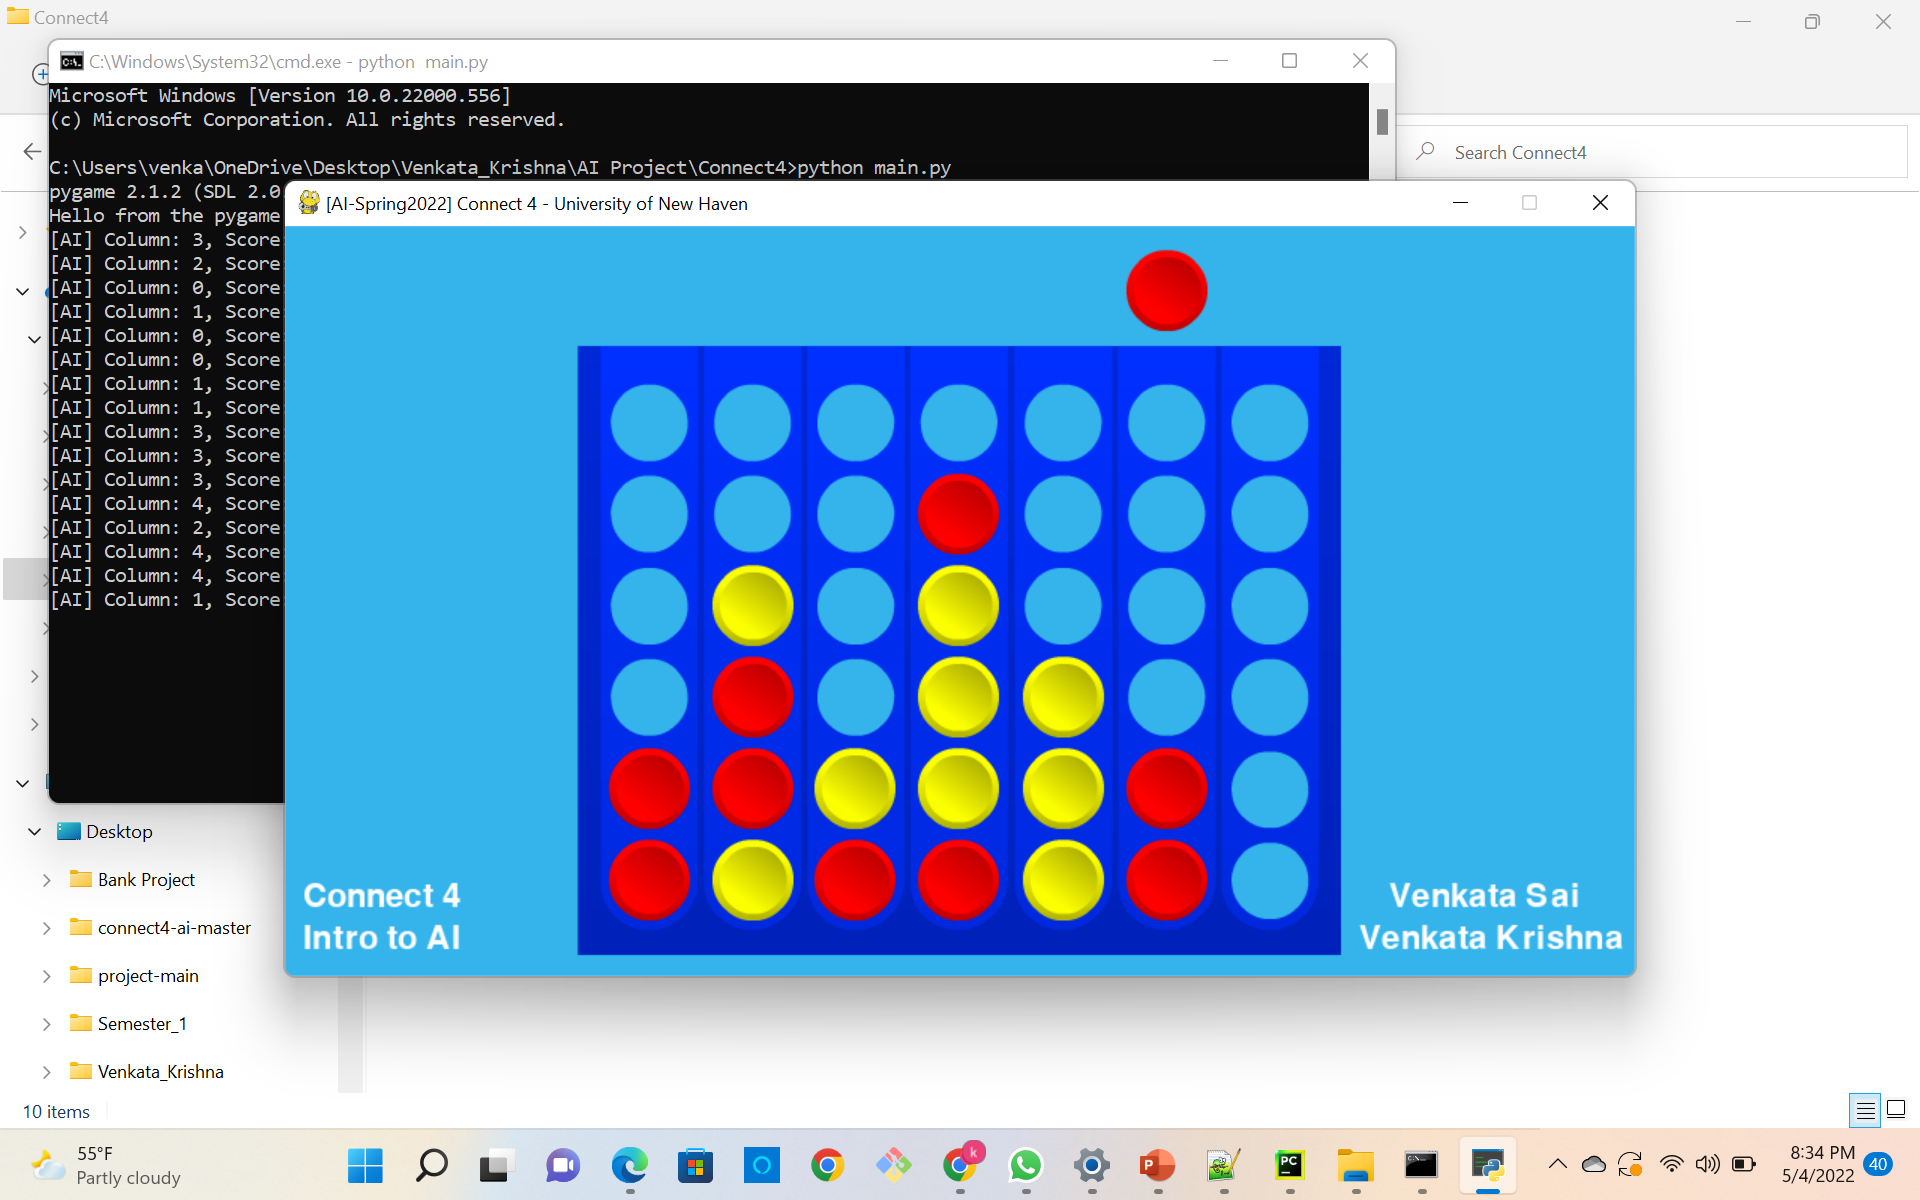 Connect4
C:\Windows\System32\cmd.exe - python  main.py
Microsoft Windows [Version 10.0.22000.556]
(c) Microsoft Corporation. All rights reserved.
C:\Users\venka\OneDrive\Desktop\Venkata_Krishna\AI Project\Connect4>python main.py
Search Connect4
pygame 2.1.2 (SDL 2.0
Hello from the pygame
[AI-Spring2022] Connect 4 - University of New Haven
[AI] Column: 3, Score:
[AI] Column: 2, Score:
[AI] Column: 0, Score:
[AI] Column: 1, Score:
[AI] Column: 0, Score:
[AI] Column: 0, Score:
[AI] Column: 1, Score:
[AI] Column: 1, Score:
[AI] Column: 3, Score:
[AI] Column: 3, Score:
[AI] Column: 3, Score:
[AI] Column: 4, Score:
[AI] Column: 2, Score:
[AI] Column: 4, Score:
[AI] Column: 4, Score:
[AI] Column: 1, Score:
Connect 4
Intro to AI
Venkata Sai
Venkata Krishna
Desktop
Bank Project
connect4-ai-master
project-main
Semester_1
Venkata_Krishna
10 items
55°F
Partly cloudy
k
P
PC
8:34 PM
5/4/2022
40